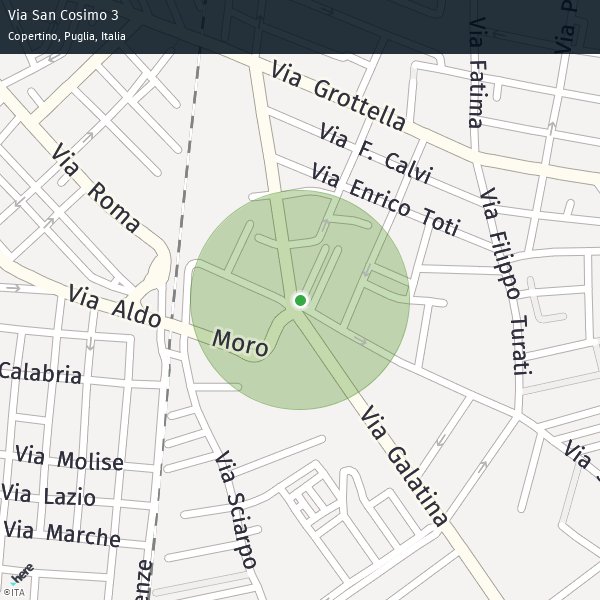 Via San Cosimo 3
Copertino, Puglia, Italia
Via Grottella
Via Fatima
Via F. Calvi
Via Enrico Toti
Via Roma
Via Filippo Turati
Via Aldo Moro
Calabria
Via Galatina
Via Molise
Via Sciarpo
Via Lazio
Via Marche
enze
here
©ITA